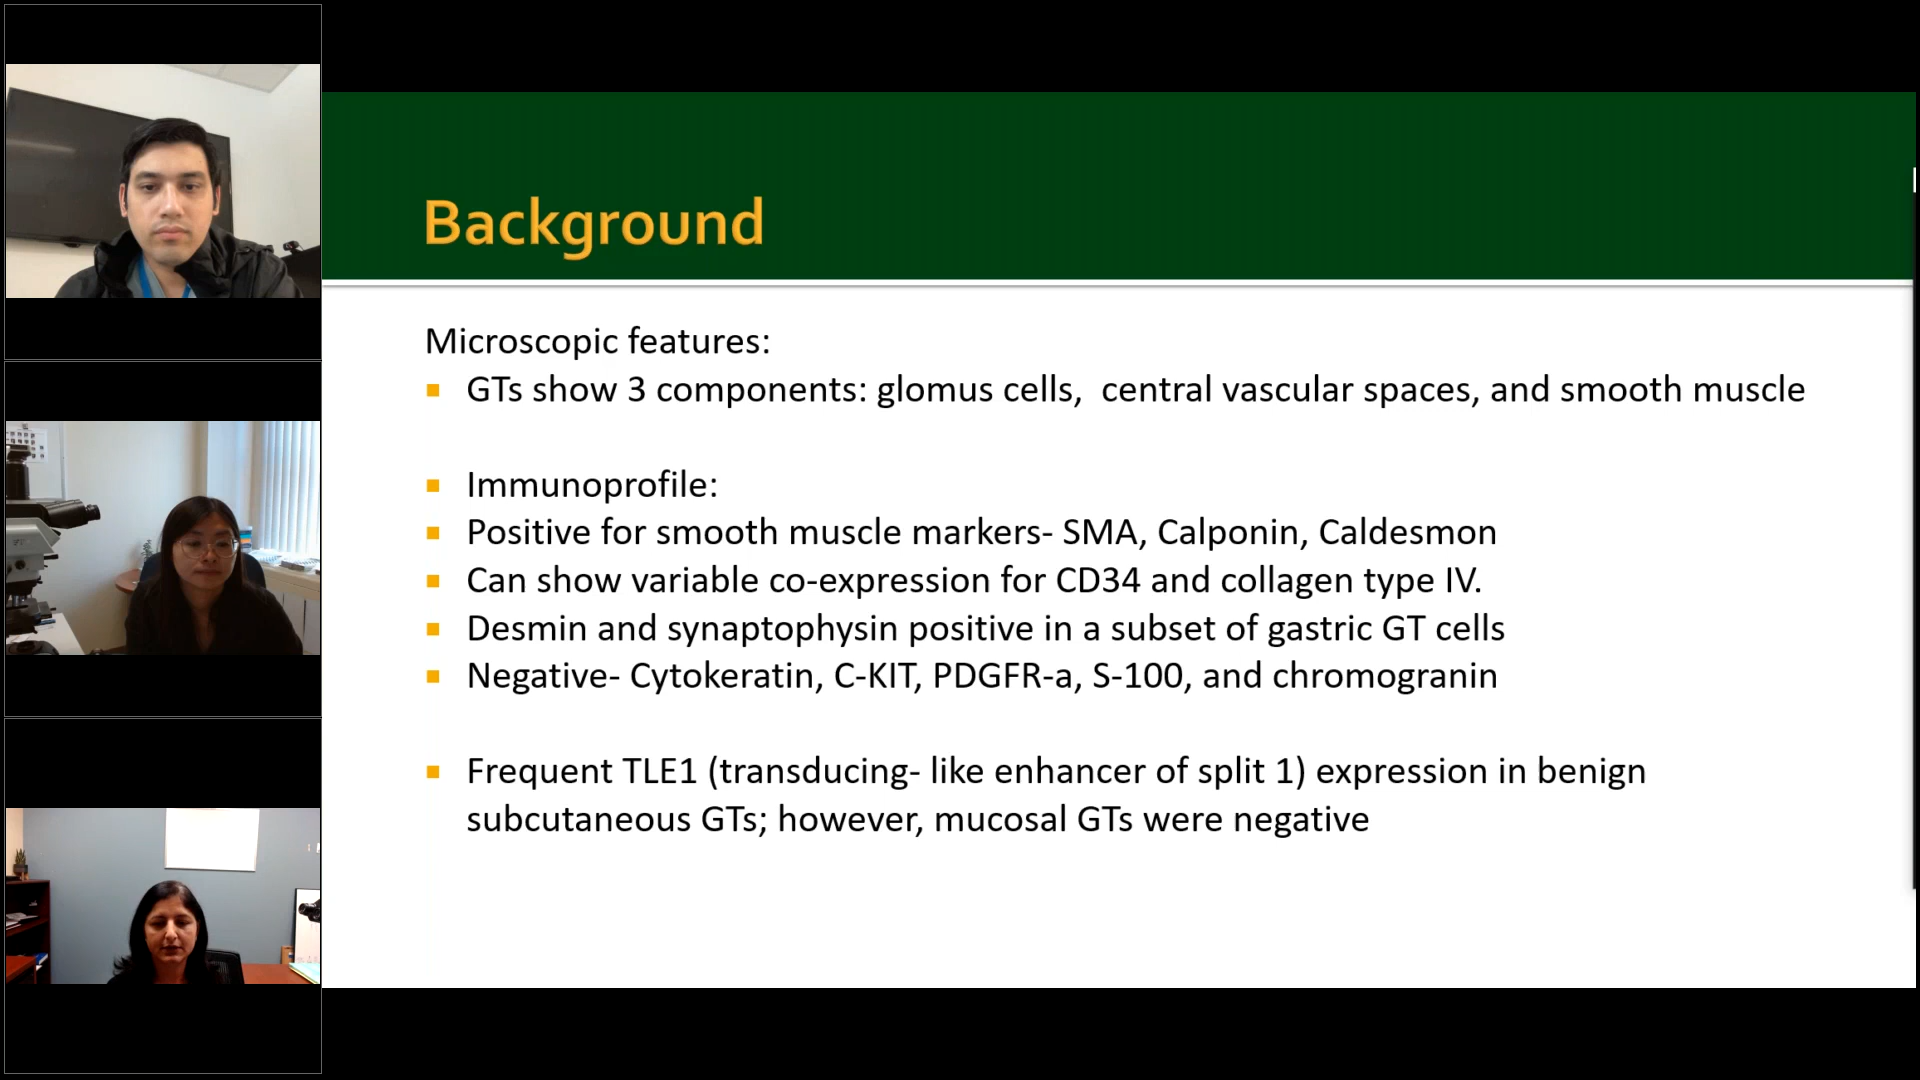 Background
Microscopic features:
GTs show 3 components: glomus cells,  central vascular spaces, and smooth muscle
Immunoprofile:
Positive for smooth muscle markers- SMA, Calponin, Caldesmon
Can show variable co-expression for CD34 and collagen type IV.
Desmin and synaptophysin positive in a subset of gastric GT cells
Negative- Cytokeratin, C-KIT, PDGFR-a, S-100, and chromogranin
Frequent TLE1 (transducing- like enhancer of split 1) expression in benign
subcutaneous GTs; however, mucosal GTs were negative